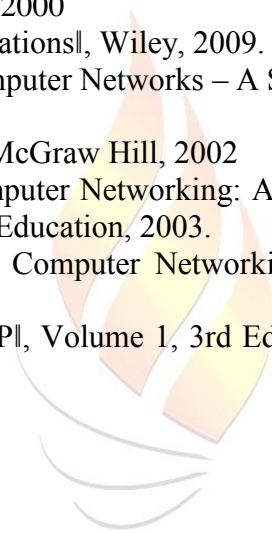 2000
ations‖, Wiley, 2009.
mputer Networks – A S
McGraw Hill, 2002
mputer Networking: A
Education, 2003.
Computer Networki
P‖, Volume 1, 3rd Ed